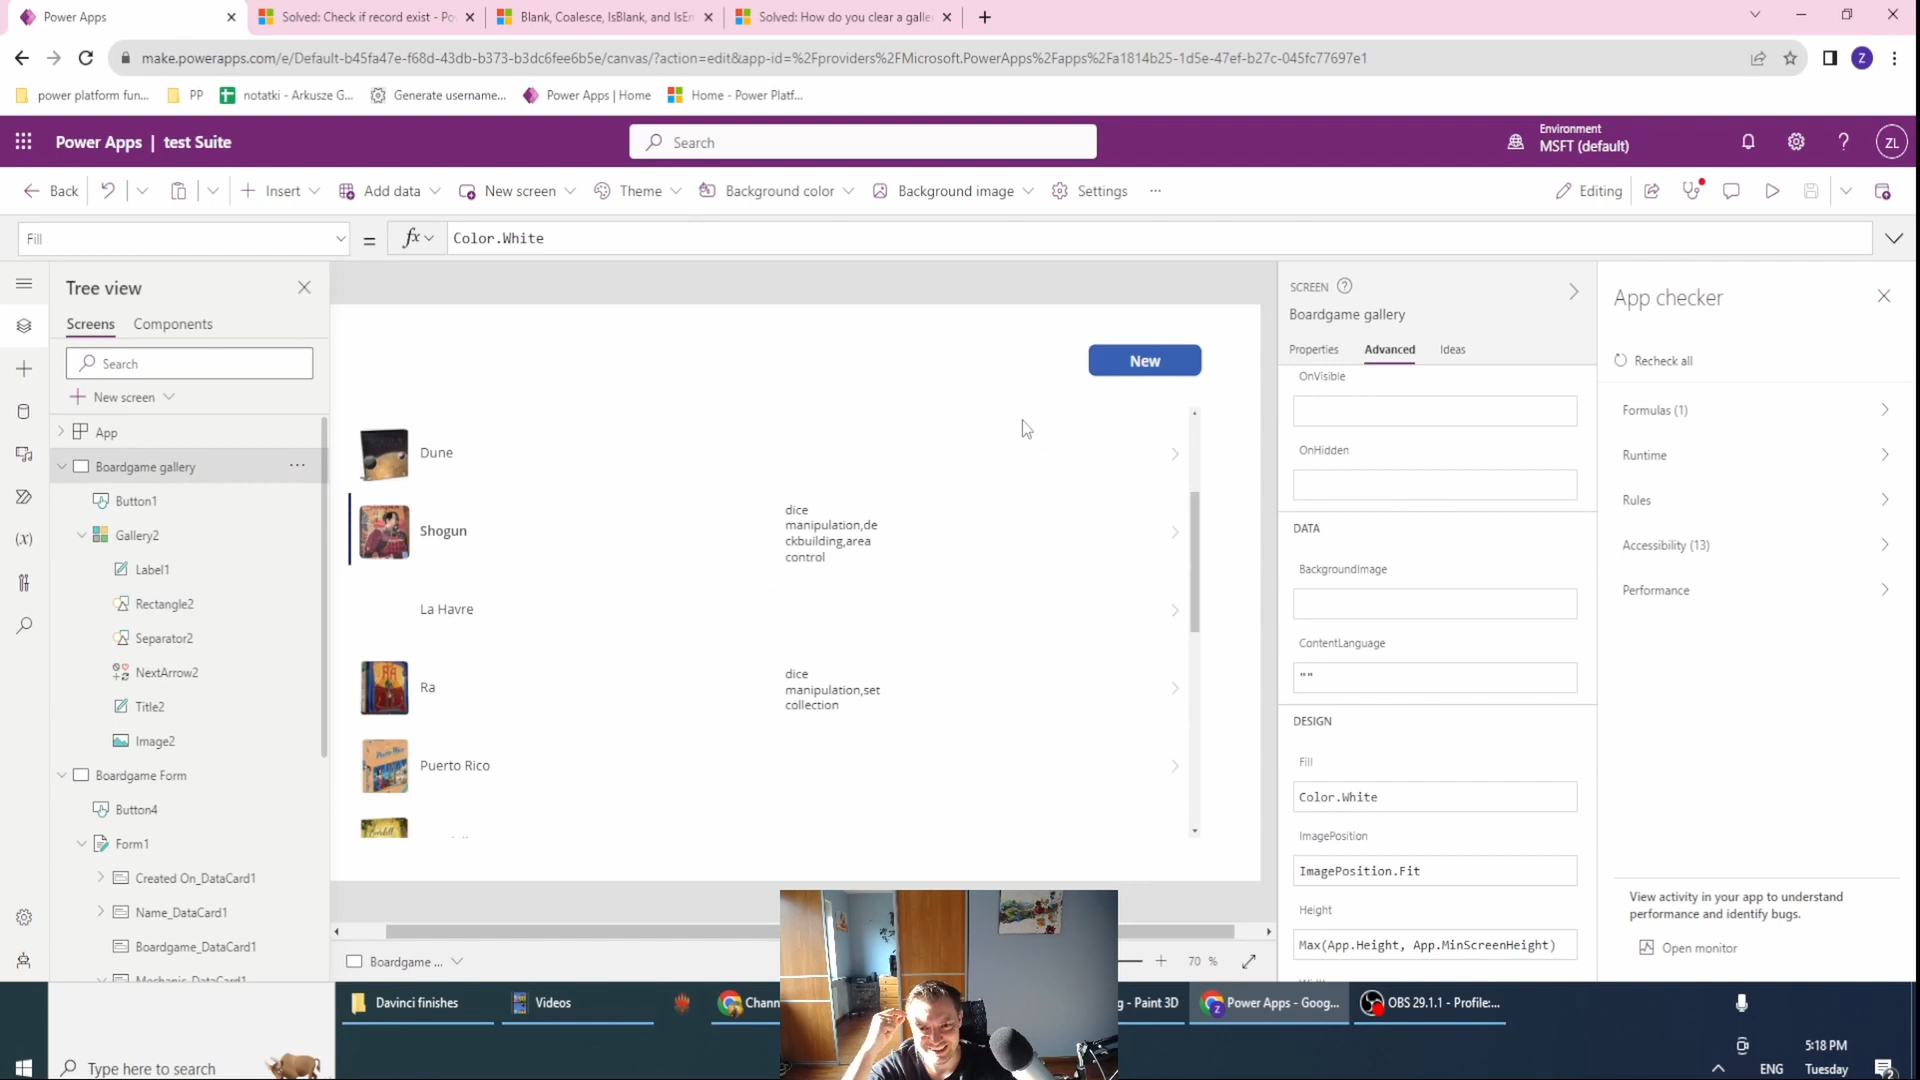 Power Apps
Solved: Check if record exist - Po
Blank, Coalesce, IsBlank, and IsEn
Solved: How do you clear a galle
make.powerapps.com/e/Default-b45fa47e-f68d-43db-b373-b3dc6fee6b5e/canvas/?action=edit&app-id=%2Fproviders%2FMicrosoft.PowerApps%2Fapps%2Fa1814b25-1d5e-47ef-b27c-045fc77697e1
Z
power platform fun...
PP
notatki - Arkusze G...
Generate username...
Power Apps | Home
Home - Power Platf...
Power Apps | test Suite
Search
Environment
MSFT (default)
ZL
Back
Insert
Add data
New screen
Theme
Background color
Background image
Settings
Editing
Fill
=
fx
Color.White
Tree view
Screens
Components
Search
New screen
App
Boardgame gallery
Button1
Gallery2
Label1
Rectangle2
Separator2
NextArrow2
Title2
Image2
Boardgame Form
Button4
Form1
Created On_DataCard1
Name_DataCard1
Boardgame_DataCard1
Mechanic_DataCard1
New
Dune
Shogun
dice
manipulation,de
ckbuilding,area
control
La Havre
Ra
dice
manipulation,set
collection
Puerto Rico
Boardgame ...
70 %
SCREEN
Boardgame gallery
Properties
Advanced
Ideas
OnVisible
OnHidden
DATA
BackgroundImage
ContentLanguage
""
DESIGN
Fill
Color.White
ImagePosition
ImagePosition.Fit
Height
Max(App.Height, App.MinScreenHeight)
App checker
Recheck all
Formulas (1)
Runtime
Rules
Accessibility (13)
Performance
View activity in your app to understand
performance and identify bugs.
Open monitor
Davinci finishes
Videos
Chann
g - Paint 3D
Power Apps - Goog...
OBS 29.1.1 - Profile:...
Type here to search
5:18 PM
ENG
Tuesday
2